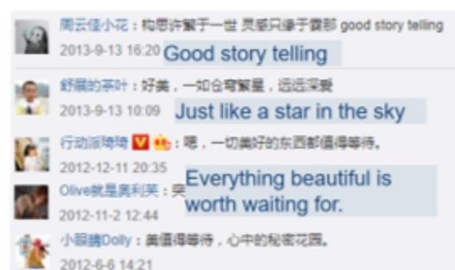 周云佳小花：构思许繁于一世 灵感只缘于霎那 good story telling
2013-9-13 16:20
Good story telling
舒晨的茶叶：好美，一如仓穹繁星，远远深爱
2013-9-13 10:09
Just like a star in the sky
行动派琦琦 V ：嗯，一切美好的东西都值得等待。
2012-12-11 20:35
Everything beautiful is
worth waiting for.
Olive就是奥利芙：突
2012-11-2 12:44
小眼睛Dolly：美值得等待，心中的秘密花园。
2012-6-6 14:21